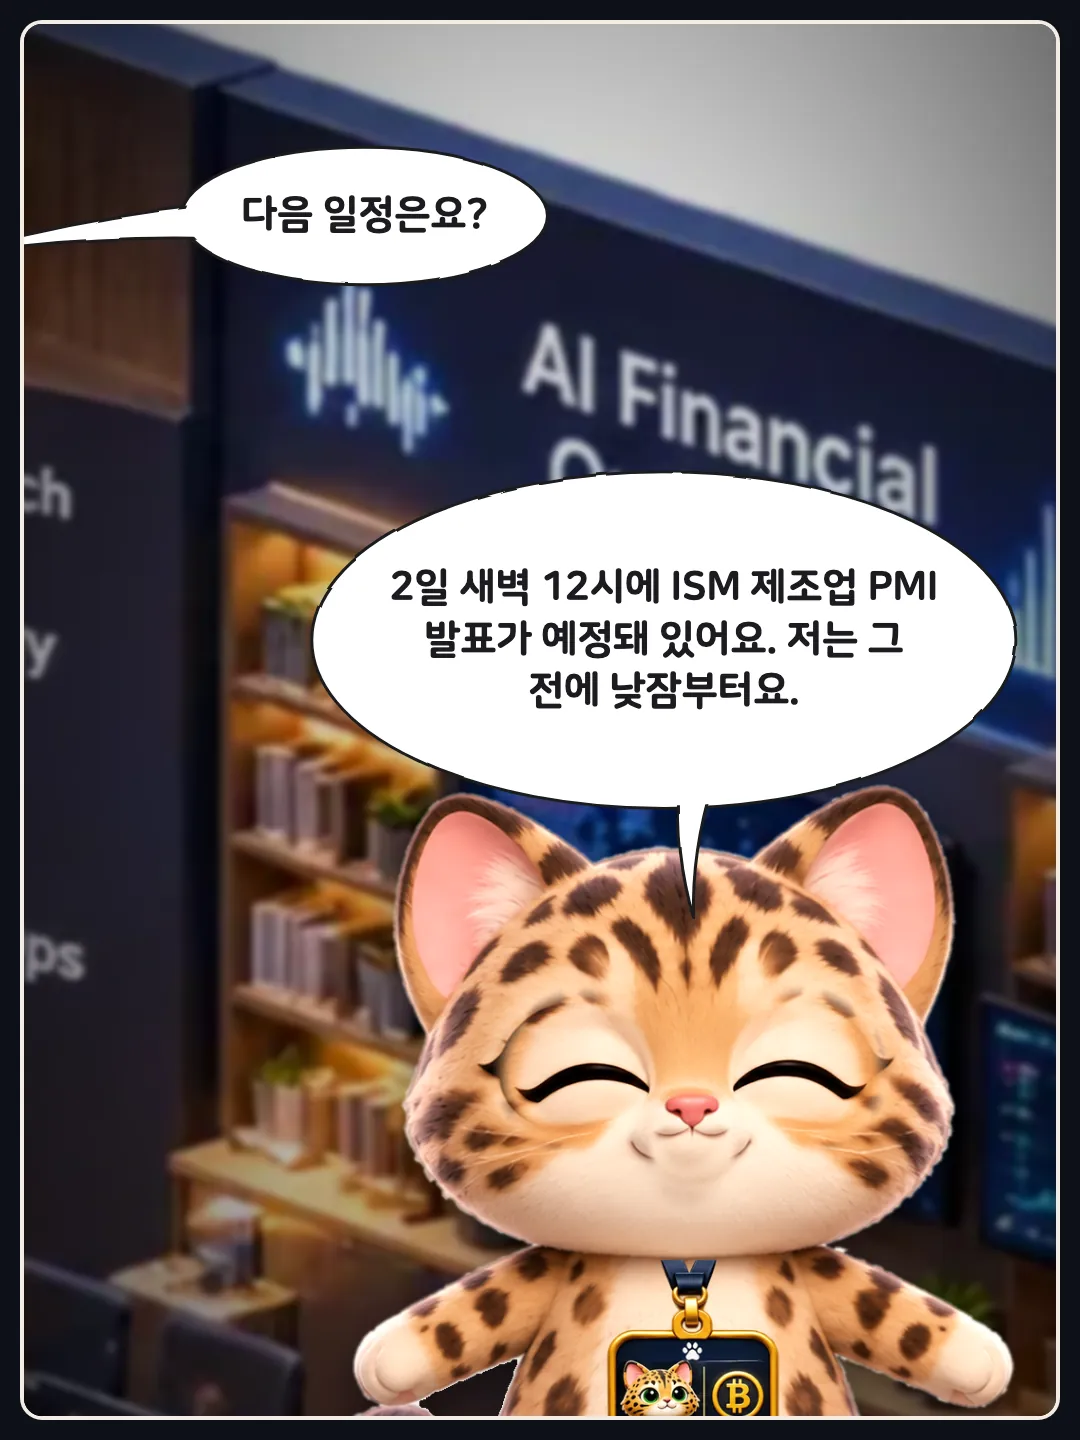 다음 일정은요?
AI Financial
2일 새벽 12시에 ISM 제조업 PMI
발표가 예정돼 있어요. 저는 그
전에 낮잠부터요.